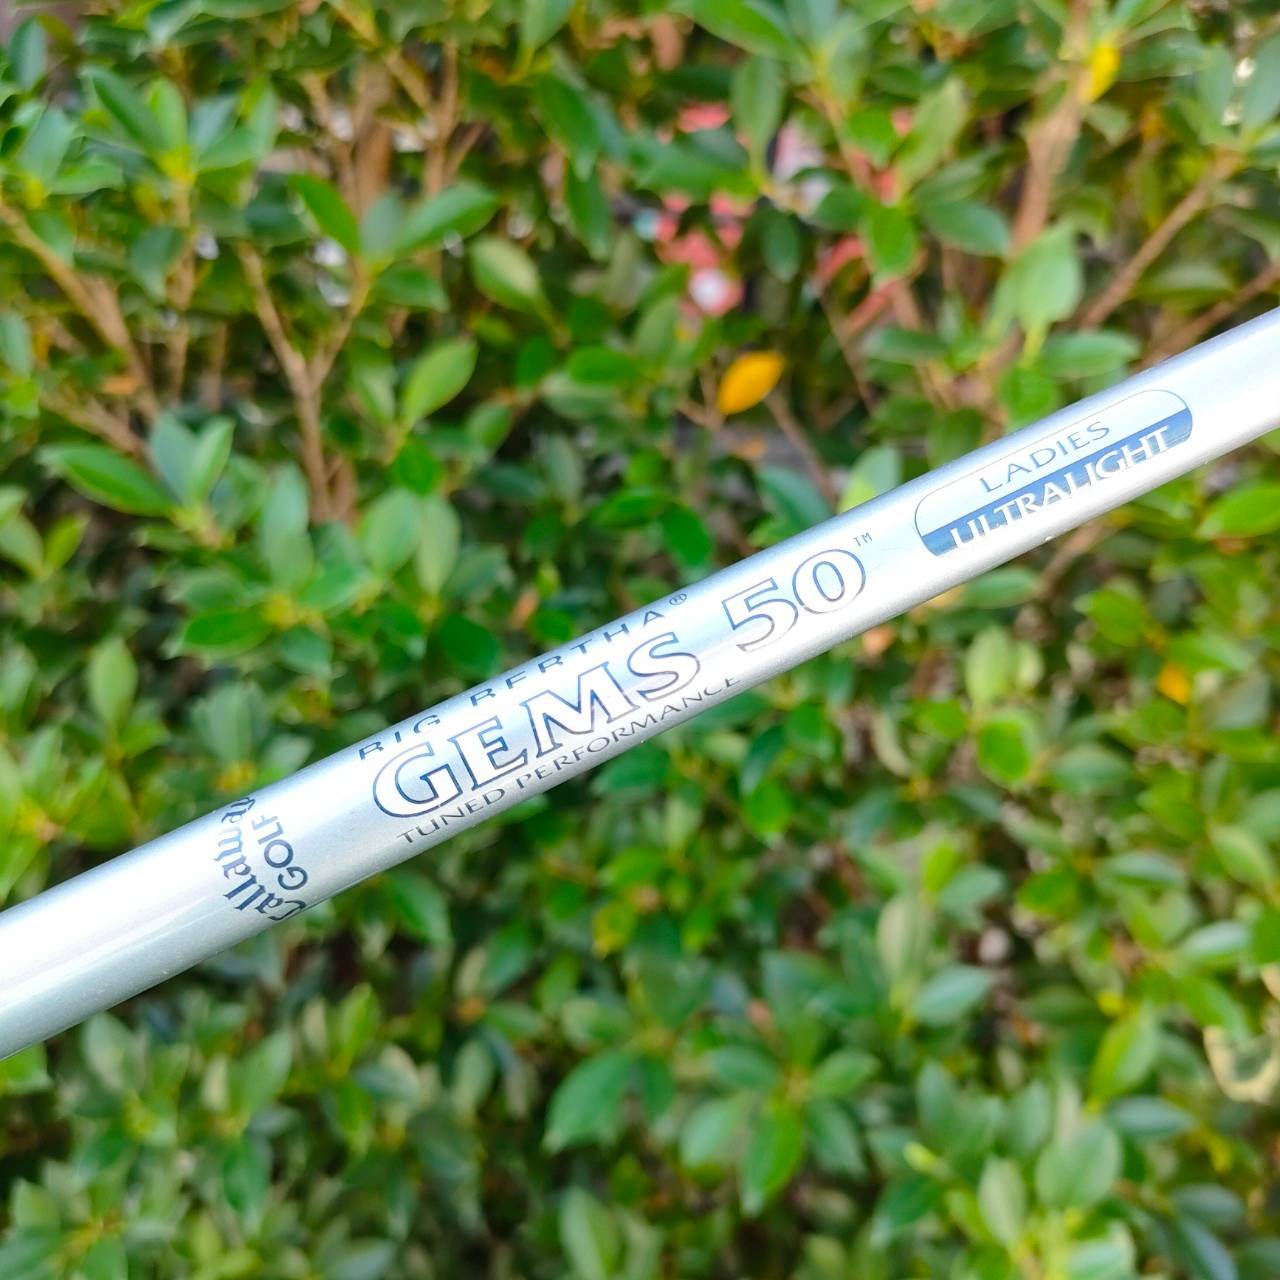 Callaway
GOLF
BIG BERTHA®
GEMS 50™
TUNED PERFORMANCE
LADIES
ULTRALIGHT